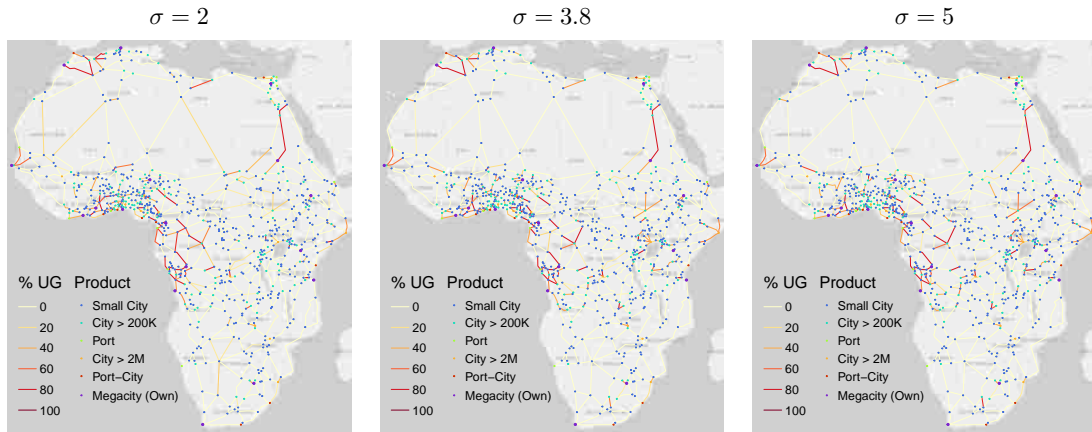 σ = 2
σ = 3.8
σ = 5
% UG Product
0
20
40
60
80
100
Small City
City > 200K
Port
City > 2M
Port−City
Megacity (Own)
% UG Product
0
20
40
60
80
100
Small City
City > 200K
Port
City > 2M
Port−City
Megacity (Own)
% UG Product
0
20
40
60
80
100
Small City
City > 200K
Port
City > 2M
Port−City
Megacity (Own)